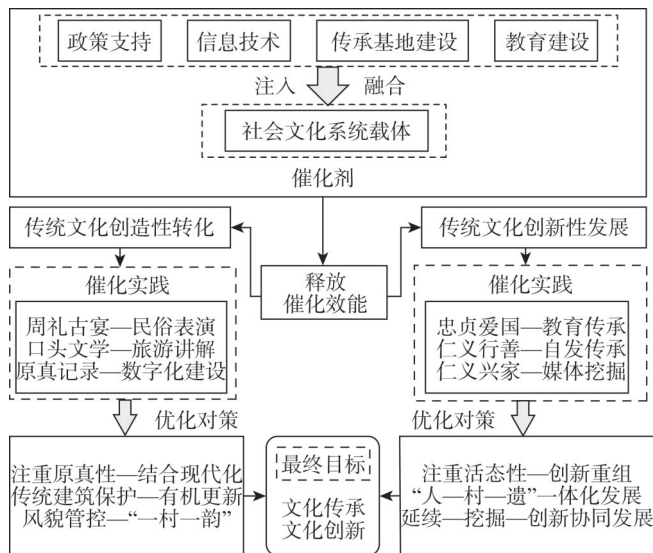 政策支持
信息技术
传承基地建设
教育建设
注入
融合
社会文化系统载体
催化剂
传统文化创造性转化
传统文化创新性发展
释放
催化效能
催化实践
周礼古宴—民俗表演
口头文学—旅游讲解
原真记录—数字化建设
催化实践
忠贞爱国—教育传承
仁义行善—自发传承
仁义兴家—媒体挖掘
优化对策
优化对策
注重原真性—结合现代化
传统建筑保护—有机更新
风貌管控—“一村一韵”
最终目标
文化传承
文化创新
注重活态性—创新重组
“人—村—遗”一体化发展
延续—挖掘—创新协同发展